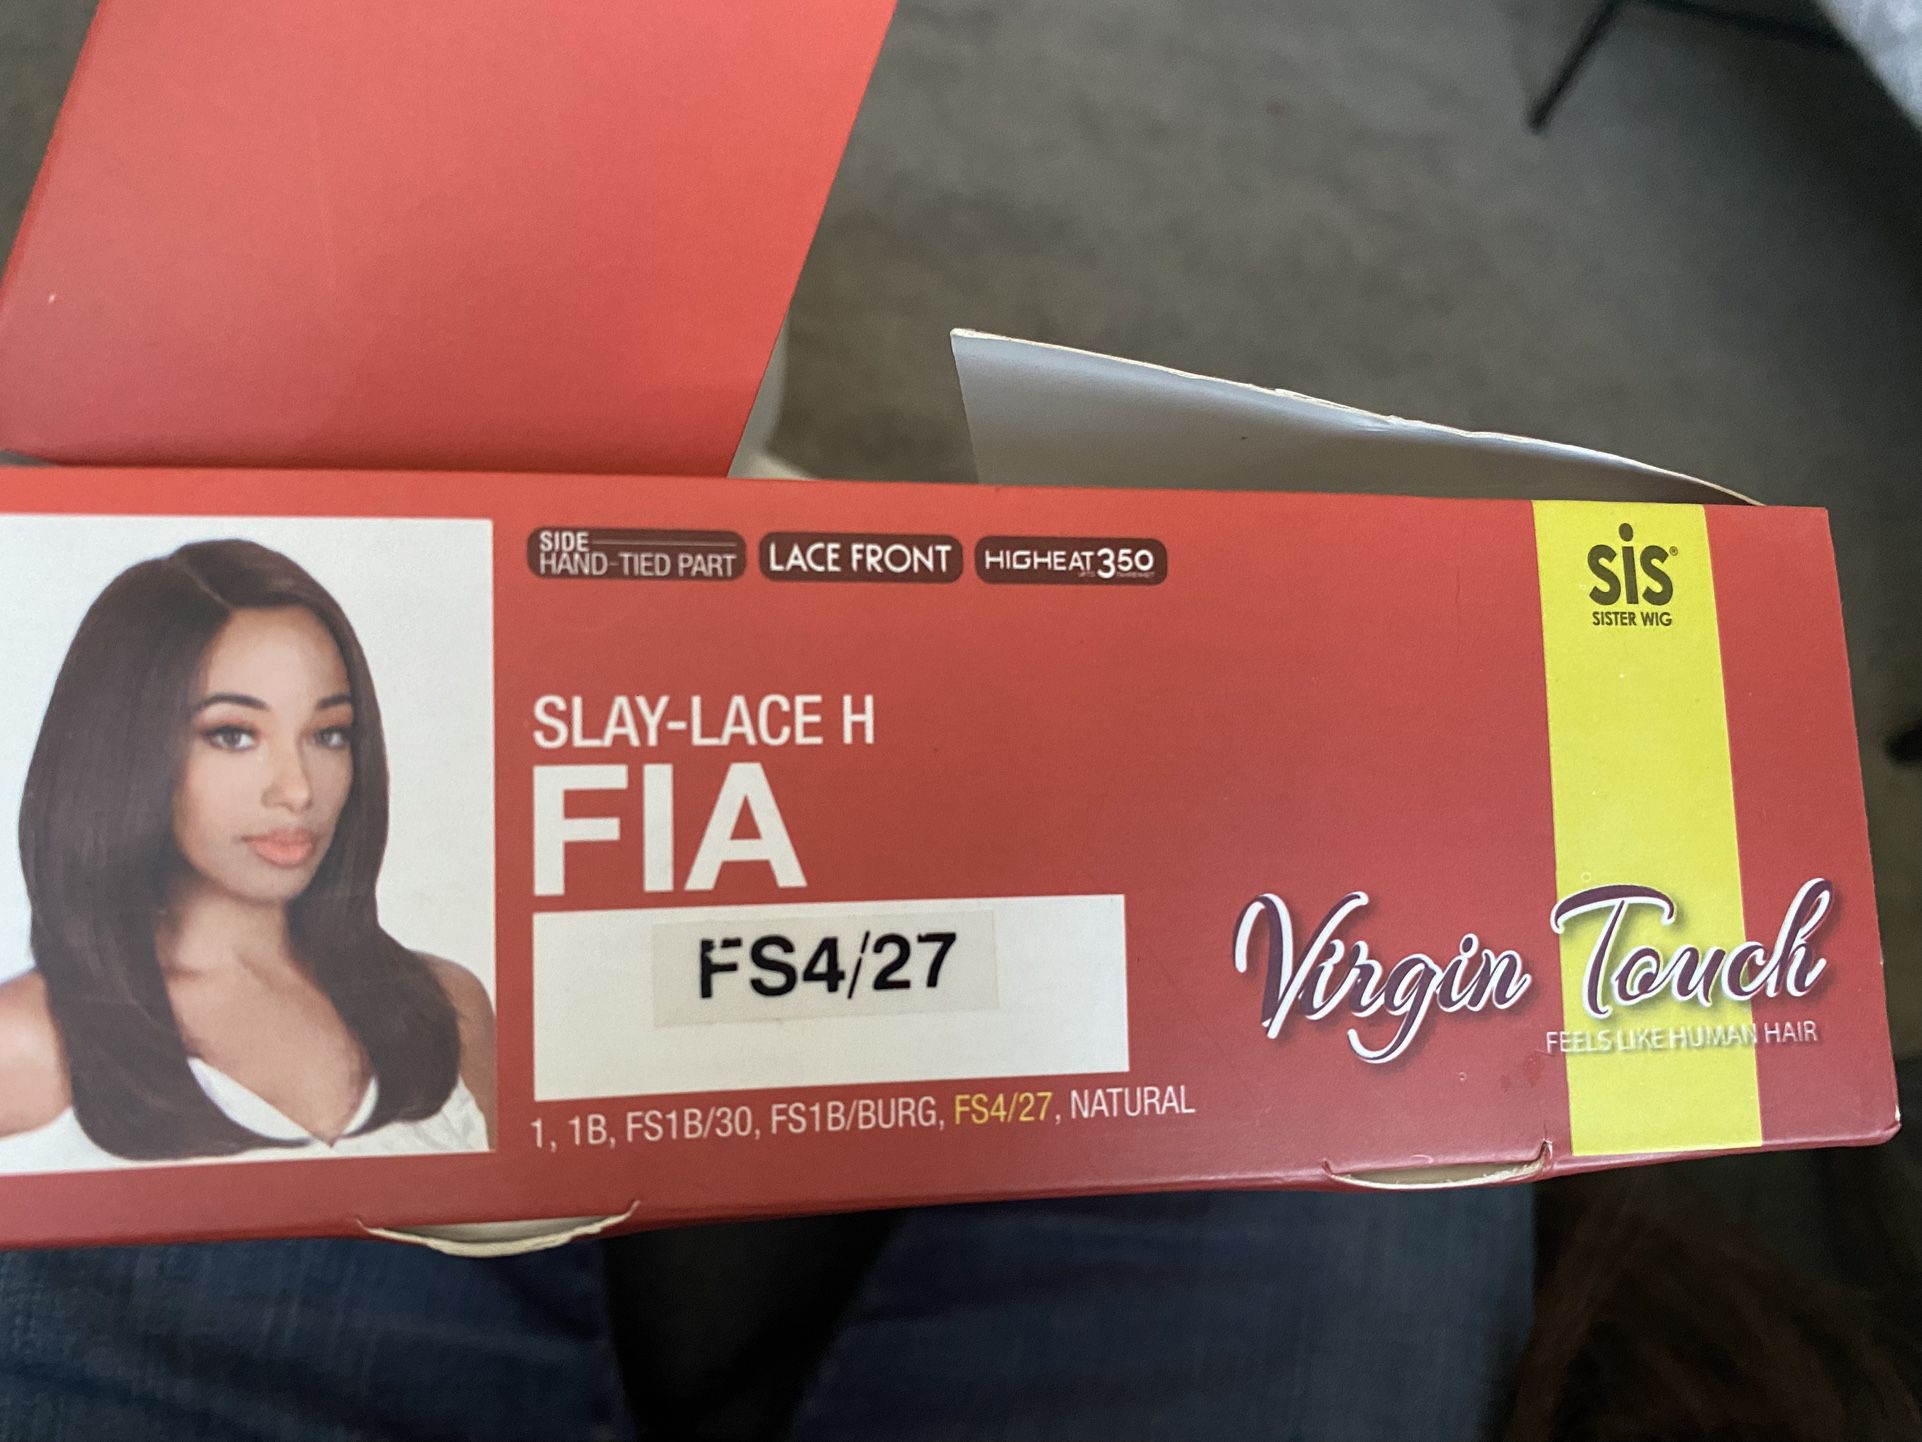 SIDE
HAND-TIED PART
LACE FRONT
HIGHEAT350
SLAY-LACE H
FIA
FS4/27
1, 1B, FS1B/30, FS1B/BURG, FS4/27, NATURAL
sis®
SISTER WIG
Virgin Touch
FEELS LIKE HUMAN HAIR